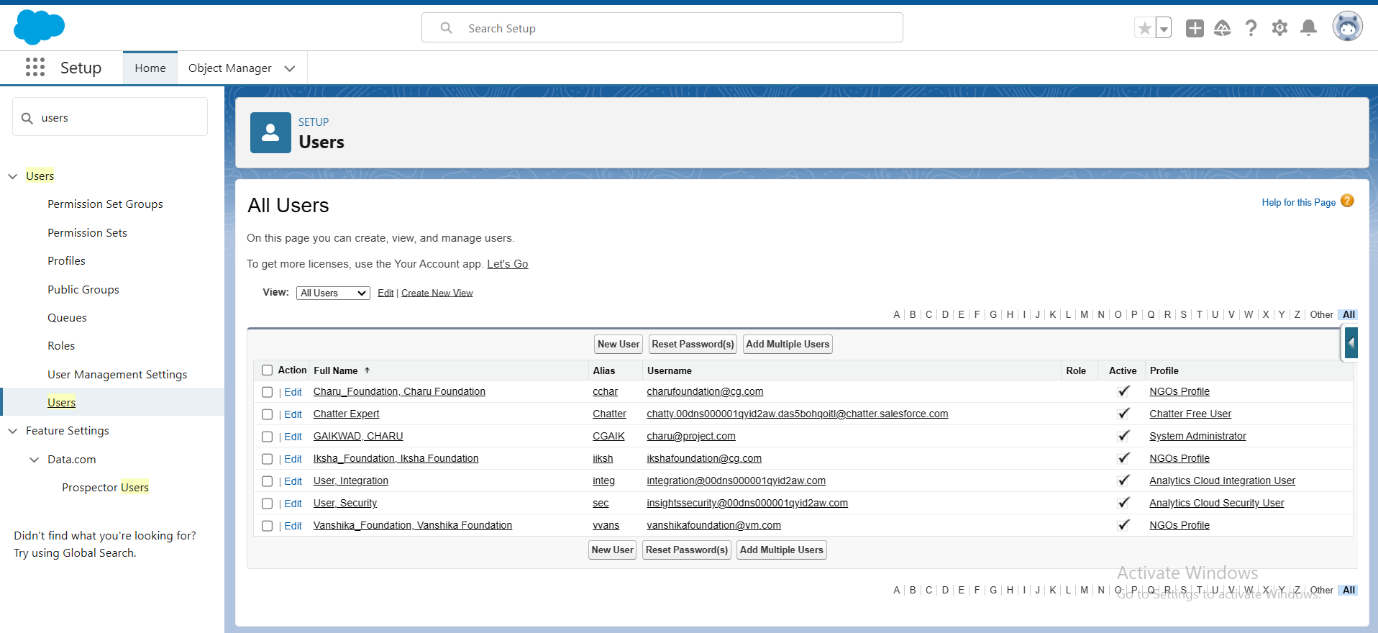 Search Setup
Setup
Home
Object Manager
users
Users
Permission Set Groups
Permission Sets
Profiles
Public Groups
Queues
Roles
User Management Settings
Users
Feature Settings
Data.com
Prospector Users
Didn't find what you're looking for?
Try using Global Search.
SETUP
Users
All Users
Help for this Page ?
On this page you can create, view, and manage users.
To get more licenses, use the Your Account app. Let's Go
View: All Users Edit | Create New View
A | B | C | D | E | F | G | H | I | J | K | L | M | N | O | P | Q | R | S | T | U | V | W | X | Y | Z | Other All
New User Reset Password(s) Add Multiple Users
Action Full Name ↑ Alias Username Role Active Profile
| Edit Charu_Foundation, Charu Foundation cchar charufoundation@cg.com ✓ NGOs Profile
| Edit Chatter Expert Chatter chatty.00dns000001qyid2aw.das5bohqoitl@chatter.salesforce.com ✓ Chatter Free User
| Edit GAIKWAD, CHARU CGAIK charu@project.com ✓ System Administrator
| Edit Iksha_Foundation, Iksha Foundation iiksh ikshafoundation@cg.com ✓ NGOs Profile
| Edit User, Integration integ integration@00dns000001qyid2aw.com ✓ Analytics Cloud Integration User
| Edit User, Security sec insightssecurity@00dns000001qyid2aw.com ✓ Analytics Cloud Security User
| Edit Vanshika_Foundation, Vanshika Foundation vvans vanshikafoundation@vm.com ✓ NGOs Profile
New User Reset Password(s) Add Multiple Users
Activate Windows
A | B | C | D | E | F | G | H | I | J | K | L | M | N | O | P | Q | R | S | T | U | V | W | X | Y | Z | Other All
Go to Settings to activate Windows.